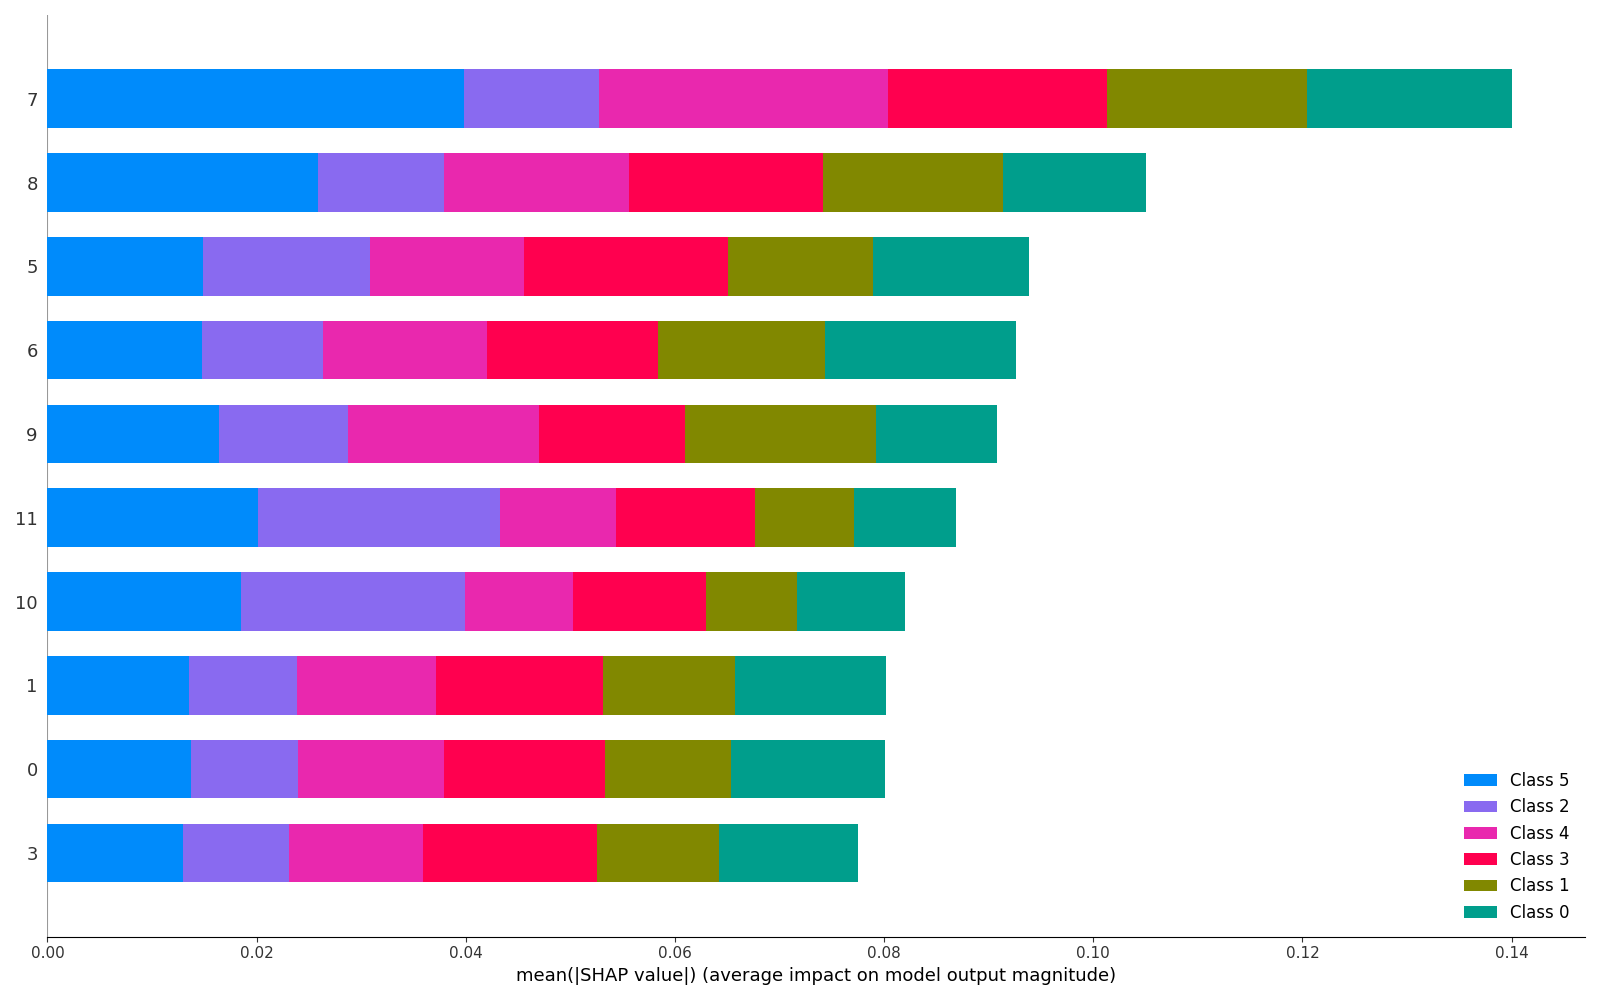 7
8
5
6
9
11
10
1
0
3
Class 5
Class 2
Class 4
Class 3
Class 1
Class 0
0.00 0.02 0.04 0.06 0.08 0.10 0.12 0.14
mean(|SHAP value|) (average impact on model output magnitude)